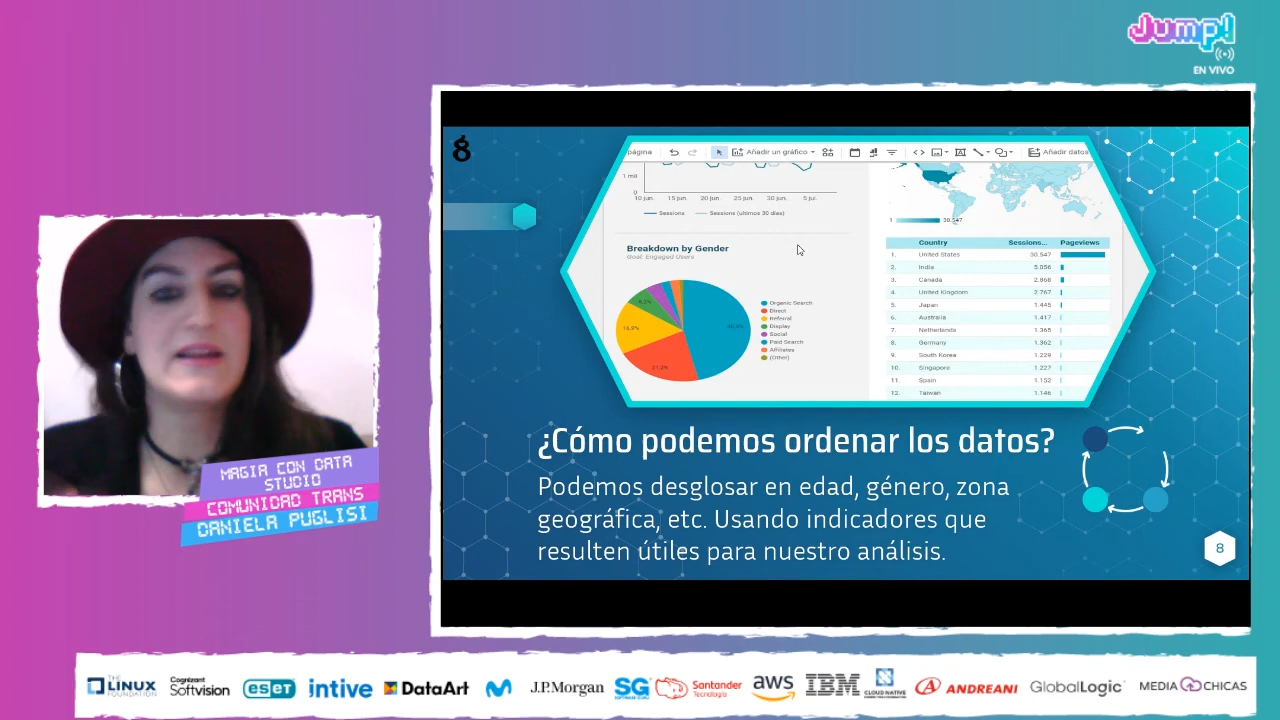 Jump!
EN VIVO
8
página
Añadir un gráfico
Añadir datos
1 mill
0
10 jun.
15 jun.
20 jun.
25 jun.
30 jun.
5 jul.
Sessions
Sessions (ultimos 30 días)
1
30.547
Breakdown by Gender
Goal: Engaged Users
16,9%
21,2%
Organic Search
Direct
Referral
Display
Social
Paid Search
Affiliates
(Other)
Country Sessions... Pageviews
1. United States 30.547
2. India 5.056
3. Canada 2.868
4. United Kingdom 2.767
5. Japan 1.445
6. Australia 1.417
7. Netherlands 1.365
8. Germany 1.362
9. South Korea 1.229
10. Singapore 1.227
11. Spain 1.152
12. Taiwan 1.146
¿Cómo podemos ordenar los datos?
Podemos desglosar en edad, género, zona
geográfica, etc. Usando indicadores que
resulten útiles para nuestro análisis.
8
MAGIA CON DATA
STUDIO
COMUNIDAD TRANS
DANIELA PUGLISI
THE
LINUX
FOUNDATION
Cognizant
Softvision
eseT
intive
DataArt
J.P.Morgan
SG
Santander
Tecnología
aws
IBM
CLOUD NATIVE
ANDREANI
GlobalLogic
MEDIA CHICAS